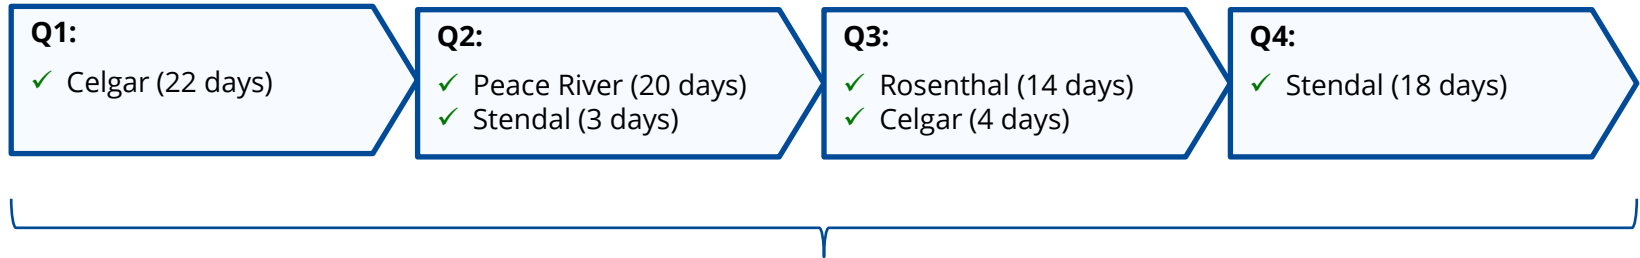 Q1:
✓ Celgar (22 days)
Q2:
✓ Peace River (20 days)
✓ Stendal (3 days)
Q3:
✓ Rosenthal (14 days)
✓ Celgar (4 days)
Q4:
✓ Stendal (18 days)